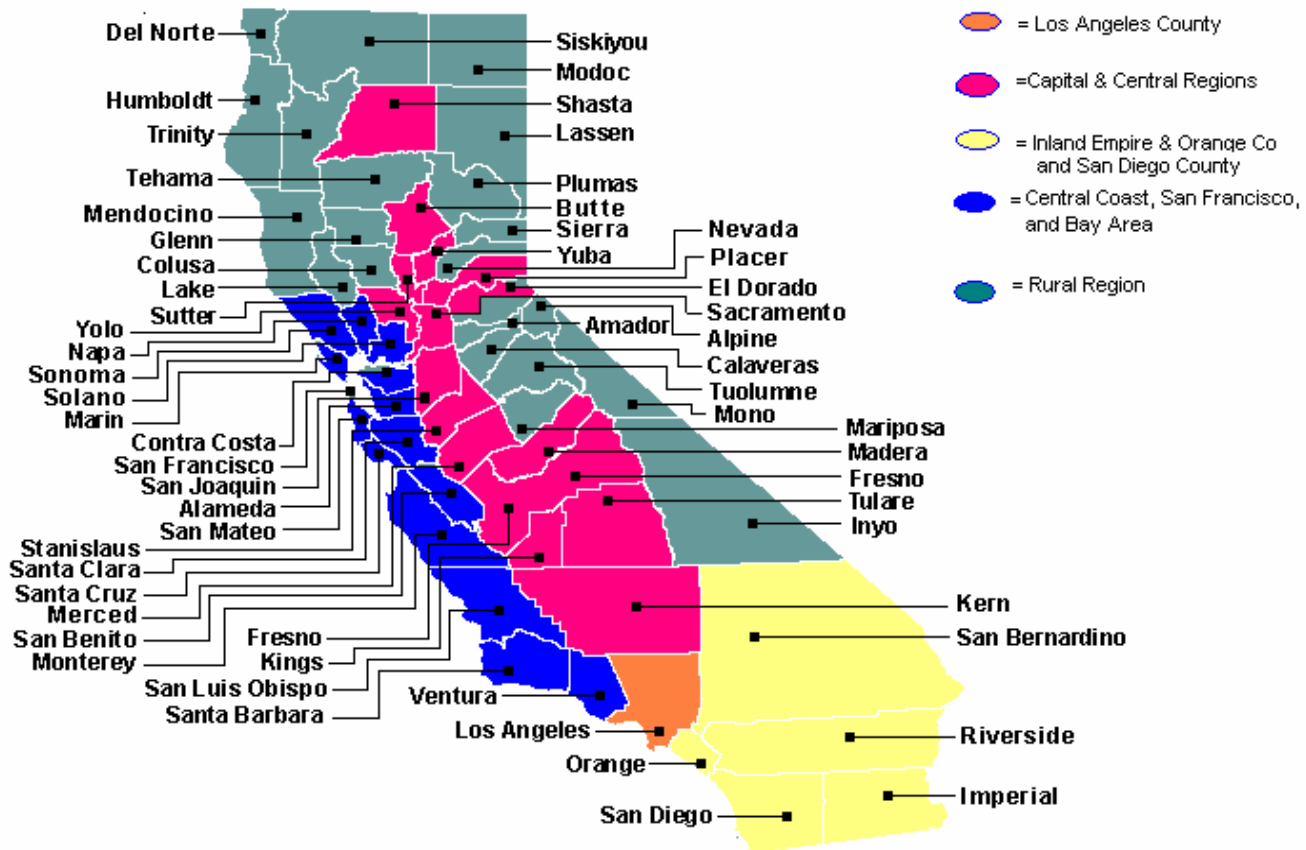 Del Norte
Siskiyou
Modoc
Humboldt
Shasta
Trinity
Lassen
Tehama
Plumas
Mendocino
Butte
Glenn
Sierra
Nevada
Yuba
Placer
Colusa
Lake
El Dorado
Sutter
Sacramento
Yolo
Amador
Alpine
Napa
Calaveras
Sonoma
Tuolumne
Solano
Mono
Marin
Mariposa
Contra Costa
Madera
San Francisco
Fresno
San Joaquin
Tulare
Alameda
Inyo
San Mateo
Stanislaus
Santa Clara
Santa Cruz
Merced
Kern
San Benito
Fresno
San Bernardino
Monterey
Kings
San Luis Obispo
Ventura
Santa Barbara
Los Angeles
Riverside
Orange
Imperial
San Diego
= Los Angeles County
=Capital & Central Regions
= Inland Empire & Orange Co
and San Diego County
= Central Coast, San Francisco,
and Bay Area
= Rural Region